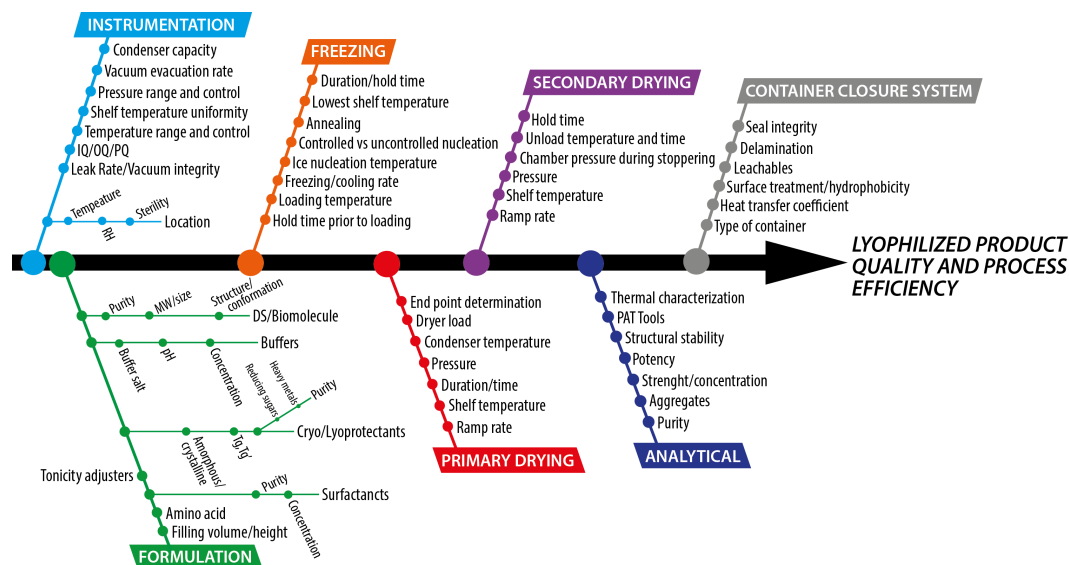 INSTRUMENTATION
Condenser capacity
Vacuum evacuation rate
Pressure range and control
Shelf temperature uniformity
Temperature range and control
IQ/OQ/PQ
Leak Rate/Vacuum integrity
Tempeature
RH
Sterility
Location
FREEZING
Duration/hold time
Lowest shelf temperature
Annealing
Controlled vs uncontrolled nucleation
Ice nucleation temperature
Freezing/cooling rate
Loading temperature
Hold time prior to loading
SECONDARY DRYING
Hold time
Unload temperature and time
Chamber pressure during stoppering
Pressure
Shelf temperature
Ramp rate
CONTAINER CLOSURE SYSTEM
Seal integrity
Delamination
Leachables
Surface treatment/hydrophobicity
Heat transfer coefficient
Type of container
LYOPHILIZED PRODUCT
QUALITY AND PROCESS
EFFICIENCY
Purity
MW/size
Structure/
conformation
DS/Biomolecule
Buffer salt
pH
Concentration
Buffers
Amorphous/
crystalline
Tg,Tg'
Reducing sugars
Heavy metals
Purity
Cryo/Lyoprotectants
Tonicity adjusters
Purity
Concentration
Surfactancts
Amino acid
Filling volume/height
FORMULATION
End point determination
Dryer load
Condenser temperature
Pressure
Duration/time
Shelf temperature
Ramp rate
PRIMARY DRYING
Thermal characterization
PAT Tools
Structural stability
Potency
Strenght/concentration
Aggregates
Purity
ANALYTICAL